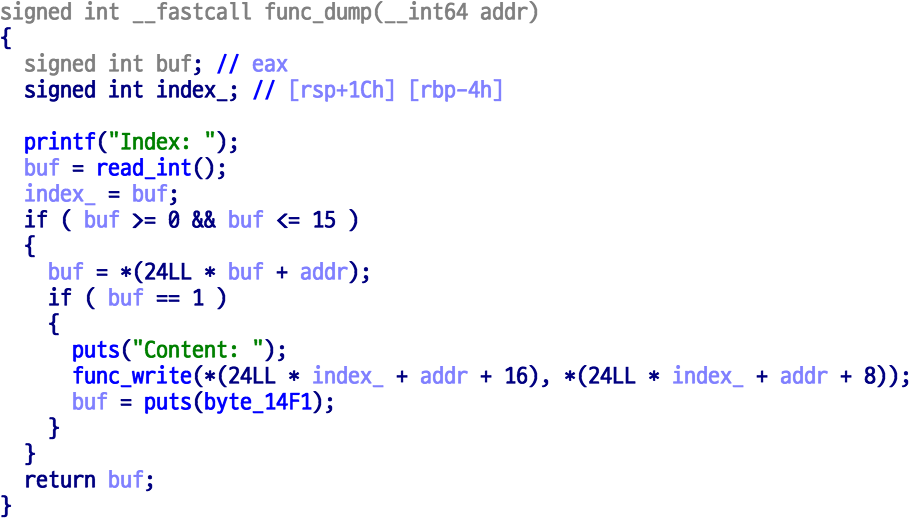 signed int __fastcall func_dump(__int64 addr)
{
  signed int buf; // eax
  signed int index_; // [rsp+1Ch] [rbp-4h]

  printf("Index: ");
  buf = read_int();
  index_ = buf;
  if ( buf >= 0 && buf <= 15 )
  {
    buf = *(24LL * buf + addr);
    if ( buf == 1 )
    {
      puts("Content: ");
      func_write(*(24LL * index_ + addr + 16), *(24LL * index_ + addr + 8));
      buf = puts(byte_14F1);
    }
  }
  return buf;
}